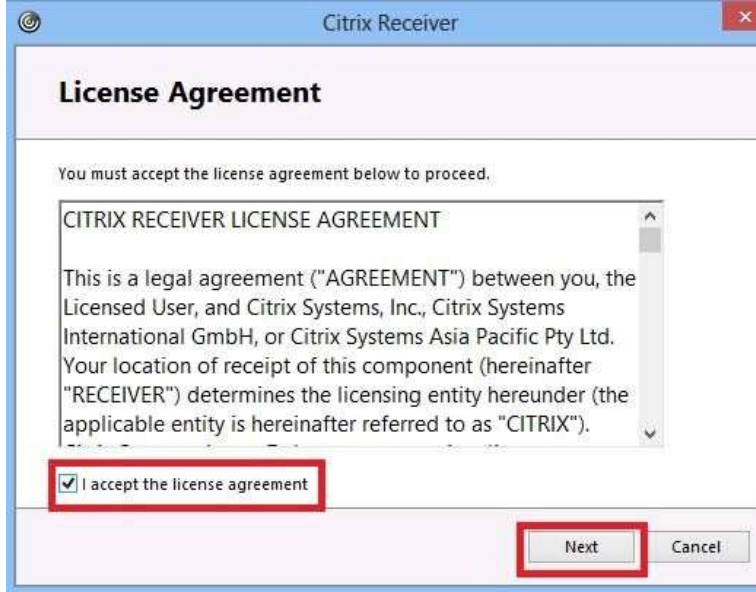 Citrix Receiver
License Agreement
You must accept the license agreement below to proceed.
CITRIX RECEIVER LICENSE AGREEMENT
This is a legal agreement ("AGREEMENT") between you, the
Licensed User, and Citrix Systems, Inc., Citrix Systems
International GmbH, or Citrix Systems Asia Pacific Pty Ltd.
Your location of receipt of this component (hereinafter
"RECEIVER") determines the licensing entity hereunder (the
applicable entity is hereinafter referred to as "CITRIX").
I accept the license agreement
Next
Cancel